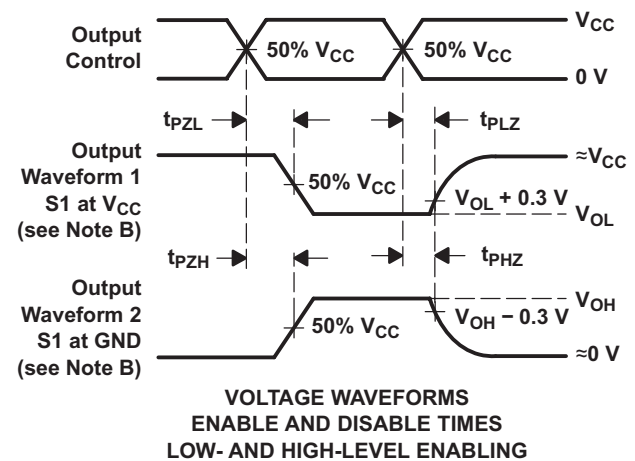 Output
Control
50% VCC
50% VCC
VCC
0 V
tPZL
tPLZ
Output
Waveform 1
S1 at VCC
(see Note B)
50% VCC
≈VCC
VOL + 0.3 V
VOL
tPZH
tPHZ
Output
Waveform 2
S1 at GND
(see Note B)
50% VCC
VOH
VOH − 0.3 V
≈0 V
VOLTAGE WAVEFORMS
ENABLE AND DISABLE TIMES
LOW- AND HIGH-LEVEL ENABLING